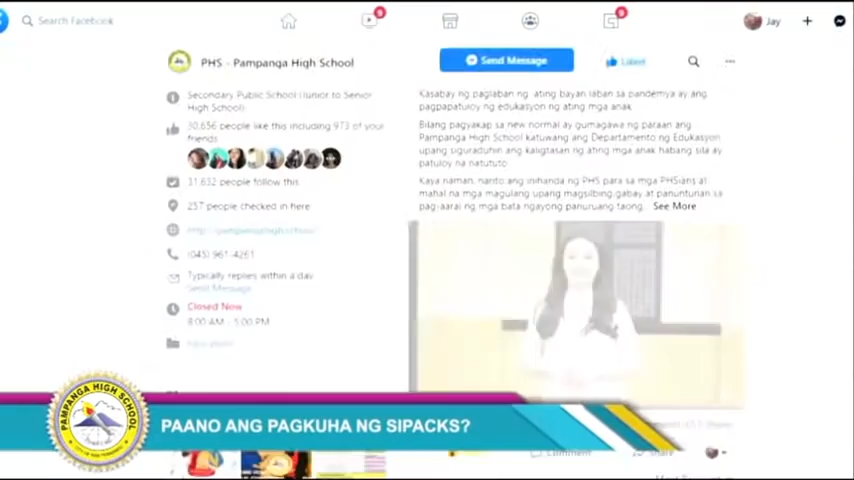 Search Facebook
9
9
Jay
PHS - Pampanga High School
Send Message
Liked
Secondary Public School (Junior to Senior
High School)
30,656 people like this including 973 of your
friends
31,632 people follow this
257 people checked in here
http://pampangahigh.school/
(045) 961-4261
Typically replies within a day
Send Message
Closed Now
8:00 AM - 5:00 PM
Kasabay ng paglaban ng ating bayan laban sa pandemya ay ang
pagpapatuloy ng edukasyon ng ating mga anak
Bilang pagyakap sa new normal ay gumagawa ng paraan ang
Pampanga High School katuwang ang Departamento ng Edukasyon
upang siguraduhin ang kaligtasan ng ating mga anak habang sila ay
patuloy na natututo
Kaya naman, narito ang inihanda ng PHS para sa mga PHSians at
mahal na mga magulang upang magsilbing gabay at panuntunan sa
pag-aaral ng mga bata ngayong panuruang taong. See More
PAMPANGA HIGH SCHOOL
PAANO ANG PAGKUHA NG SIPACKS?
Comment
Share